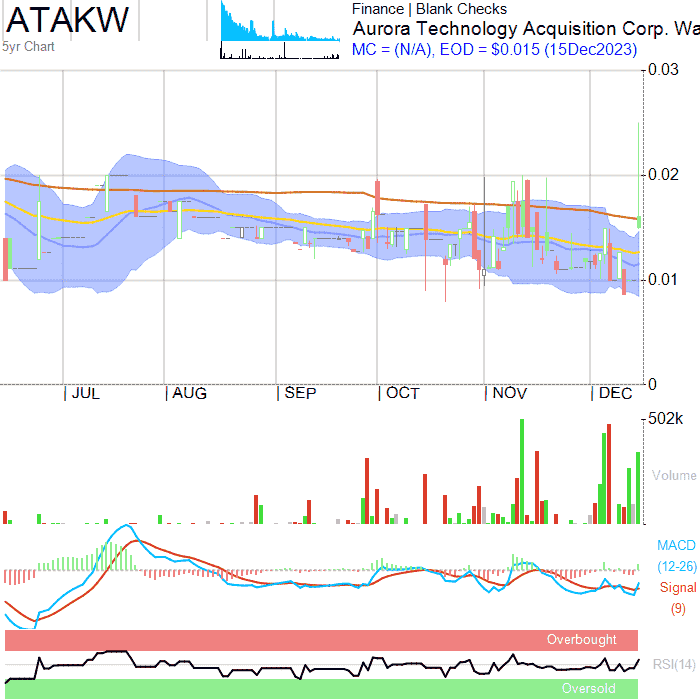 ATAKW
5yr Chart
Finance | Blank Checks
Aurora Technology Acquisition Corp. Wa
MC = (N/A), EOD = $0.015 (15Dec2023)
0.03
0.02
0.01
0
JUL AUG SEP OCT NOV DEC
502k
Volume
MACD
(12-26)
Signal
(9)
Overbought
RSI(14)
Oversold